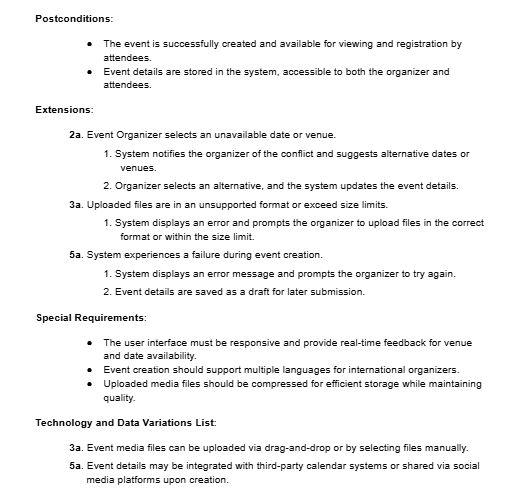 Postconditions:
• The event is successfully created and available for viewing and registration by
attendees.
• Event details are stored in the system, accessible to both the organizer and
attendees.
Extensions:
2a. Event Organizer selects an unavailable date or venue.
1. System notifies the organizer of the conflict and suggests alternative dates or
venues.
2. Organizer selects an alternative, and the system updates the event details.
3a. Uploaded files are in an unsupported format or exceed size limits.
1. System displays an error and prompts the organizer to upload files in the correct
format or within the size limit.
5a. System experiences a failure during event creation.
1. System displays an error message and prompts the organizer to try again.
2. Event details are saved as a draft for later submission.
Special Requirements:
• The user interface must be responsive and provide real-time feedback for venue
and date availability.
• Event creation should support multiple languages for international organizers.
• Uploaded media files should be compressed for efficient storage while maintaining
quality.
Technology and Data Variations List:
3a. Event media files can be uploaded via drag-and-drop or by selecting files manually.
5a. Event details may be integrated with third-party calendar systems or shared via social
media platforms upon creation.